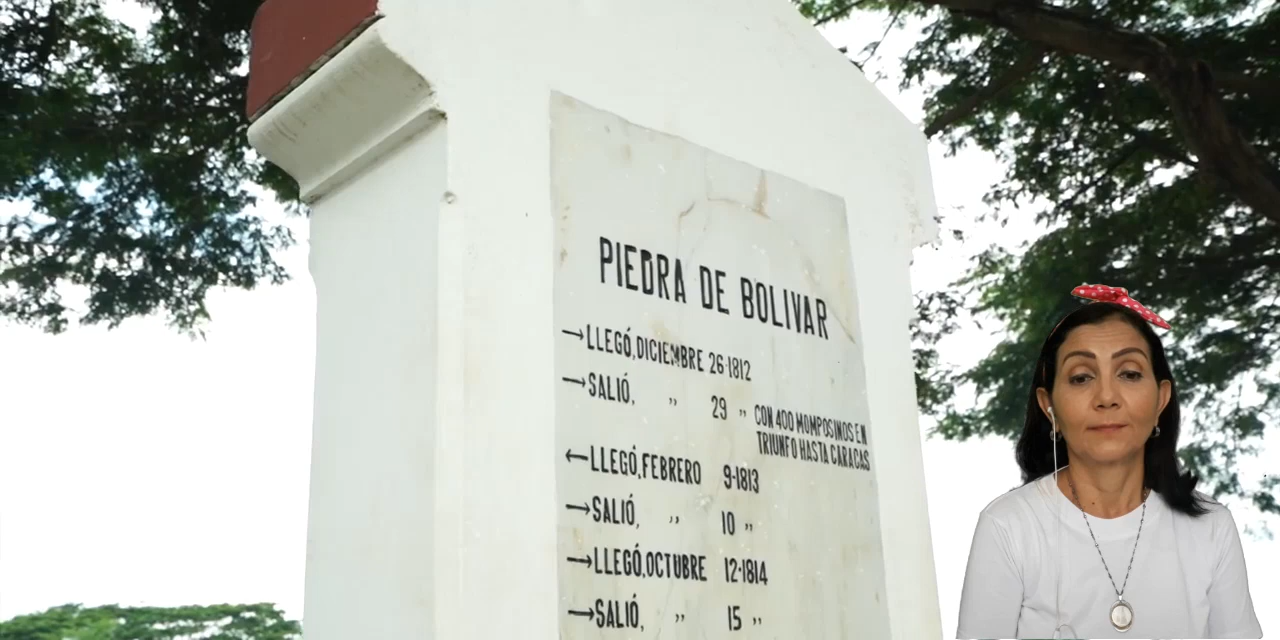 PIEDRA DE BOLIVAR
→LLEGÓ, DICIEMBRE 26·1812
→SALIÓ, " 29 " CON 400 MOMPOSINOS EN
TRIUNFO HASTA CARACAS
←LLEGÓ, FEBRERO 9·1813
→SALIÓ, " 10 "
→LLEGÓ, OCTUBRE 12·1814
→SALIÓ, " 15 "